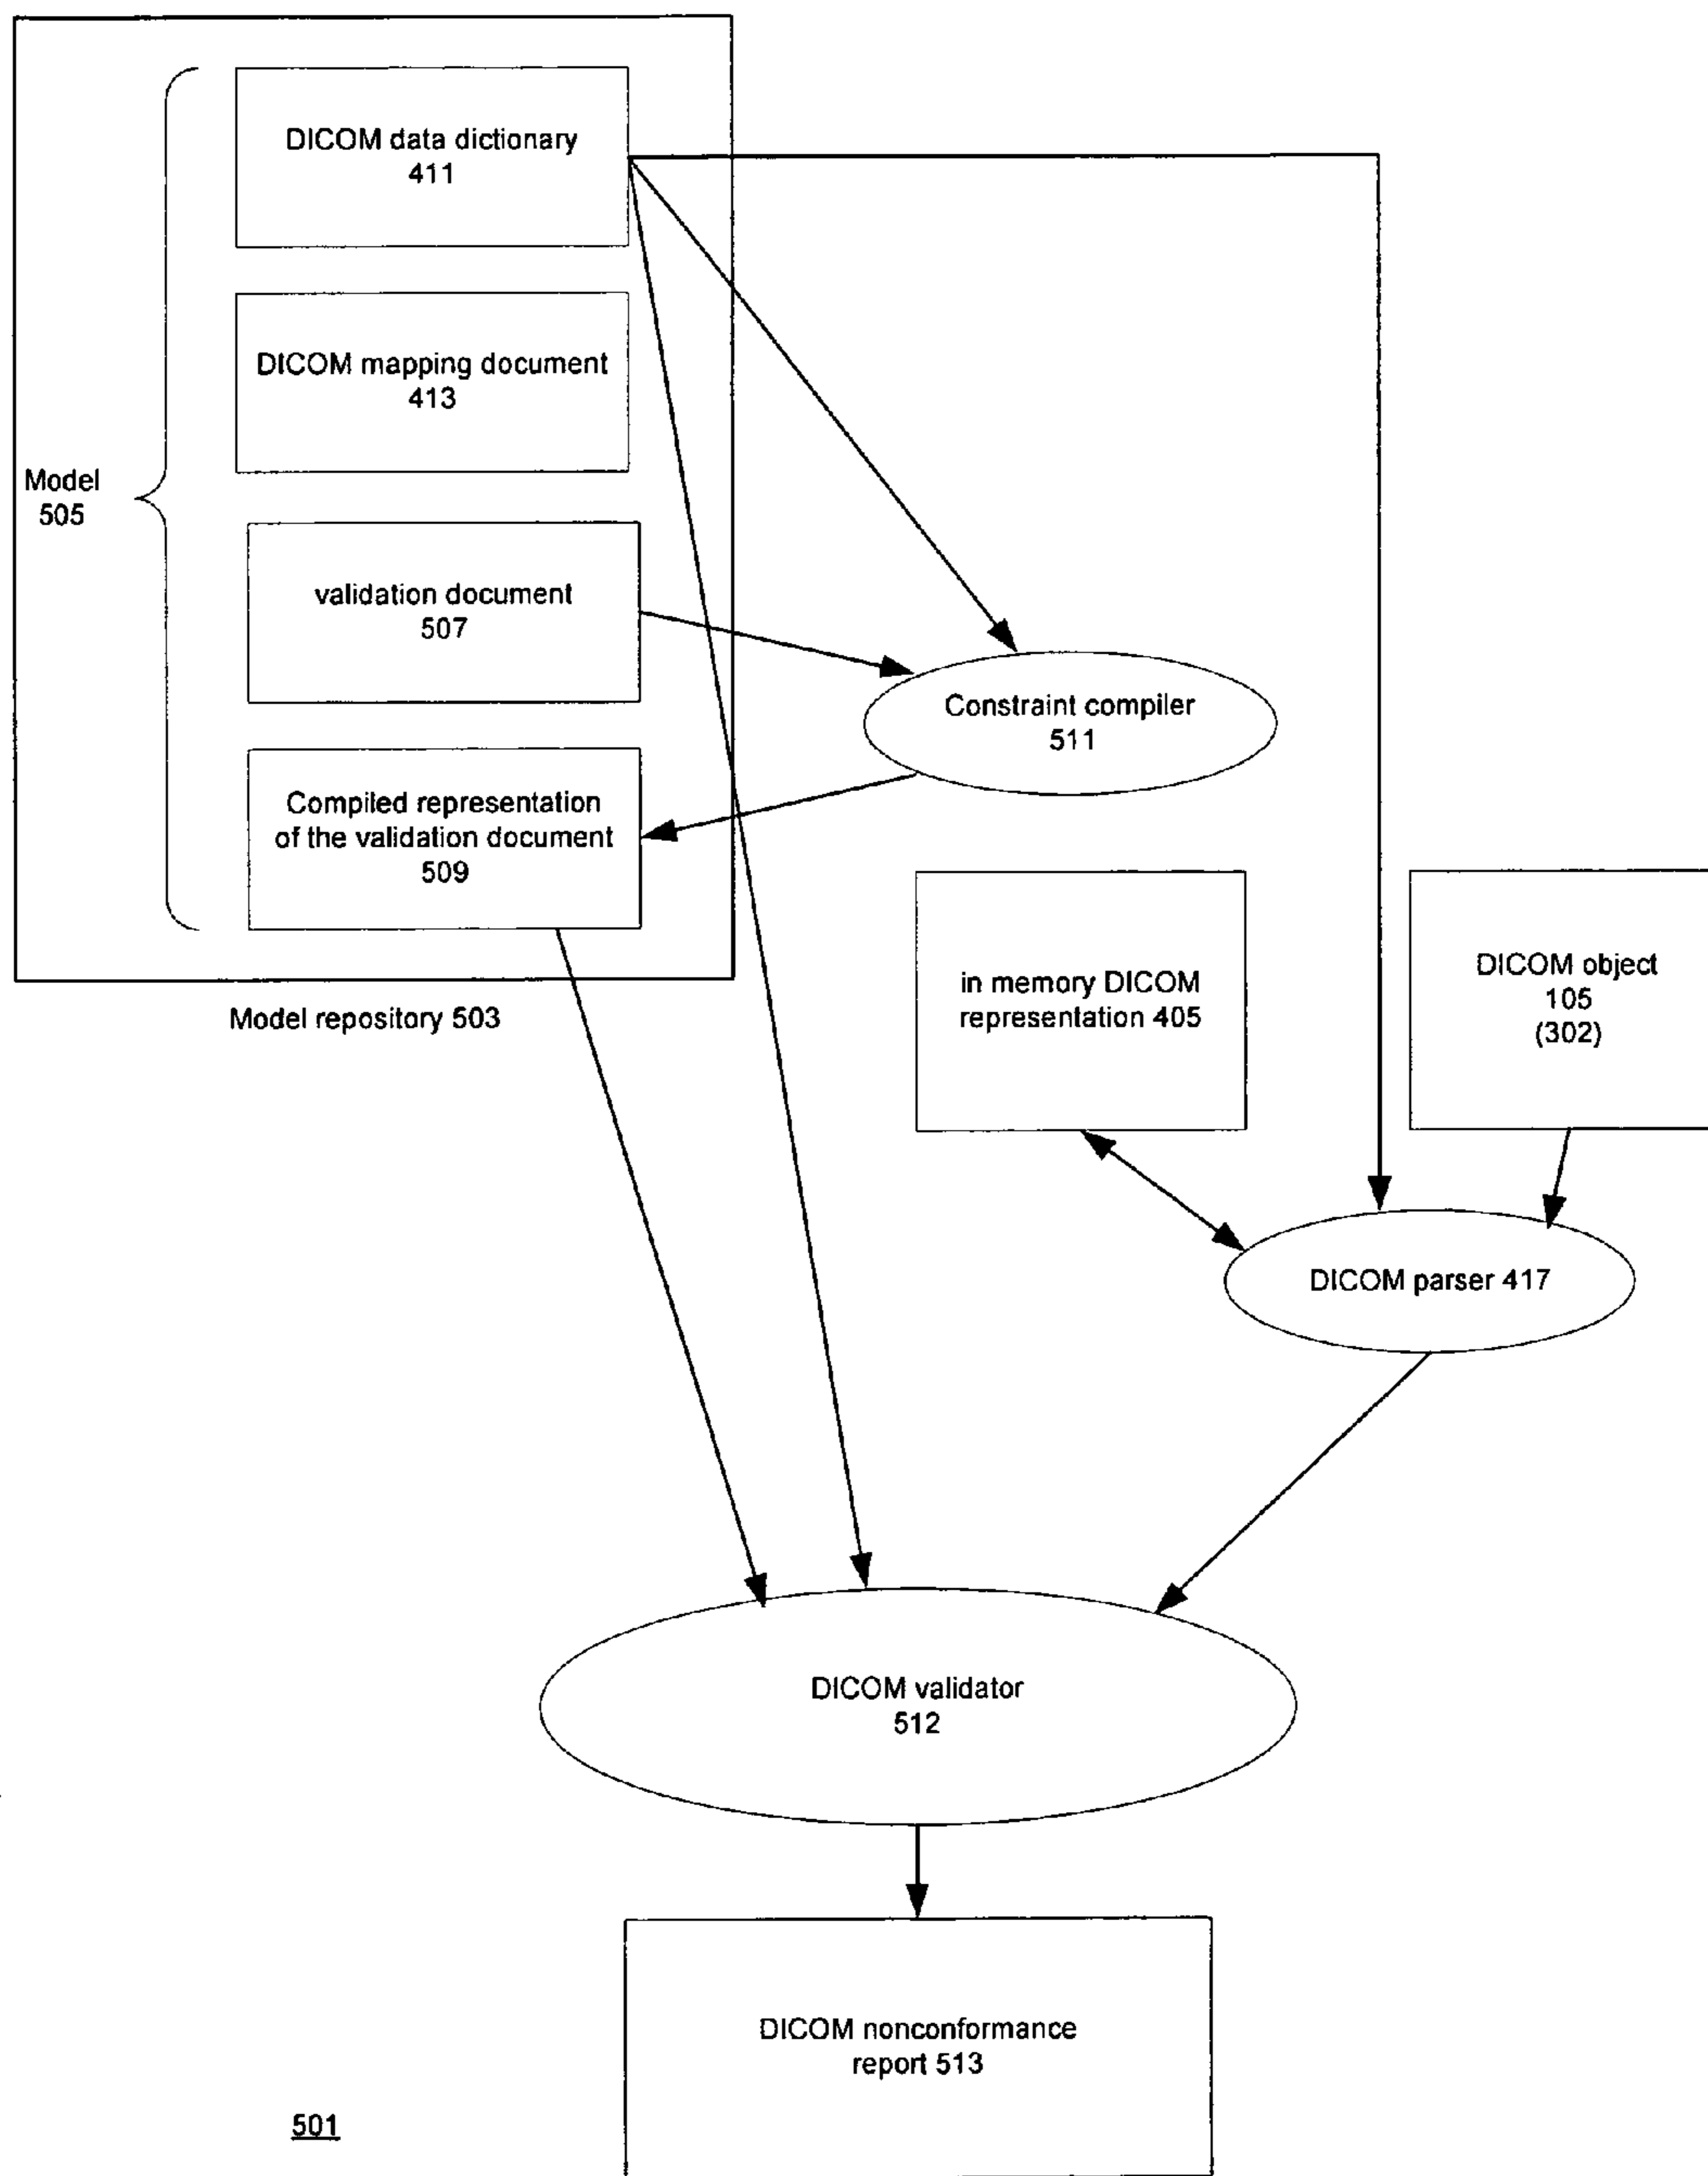 DICOM data dictionary
411
DICOM mapping document
413
Model
505
validation document
507
Constraint compiler
511
Compiled representation
of the validation document
509
in memory DICOM
representation 405
DICOM object
105
(302)
Model repository 503
DICOM parser 417
DICOM validator
512
DICOM nonconformance
report 513
501